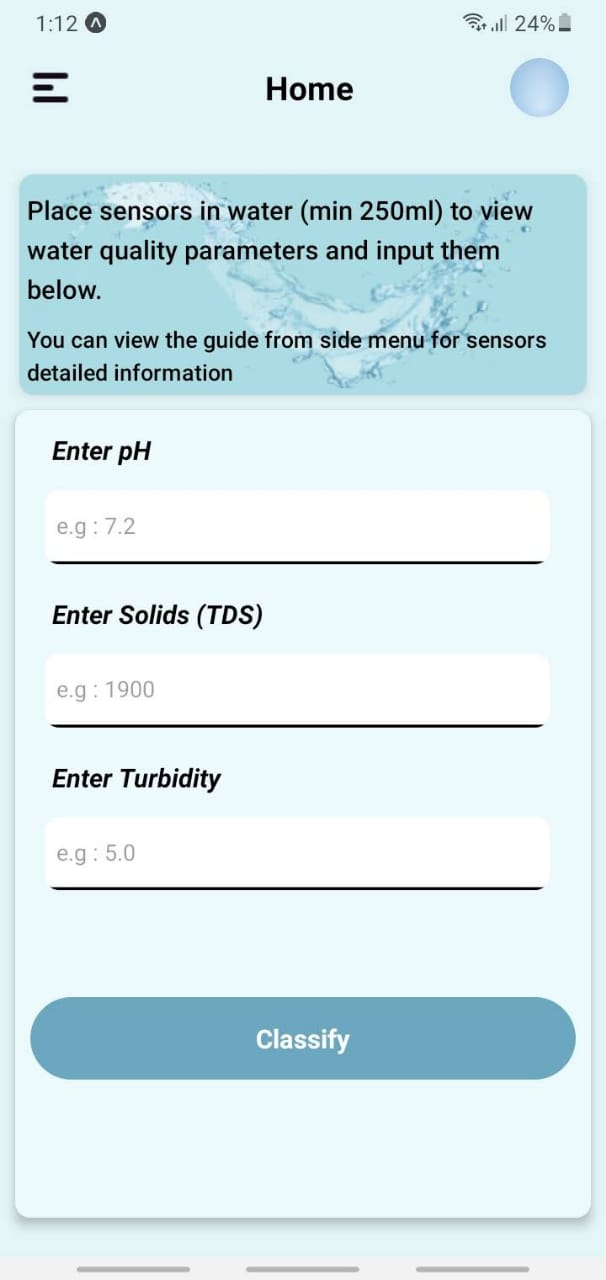 1:12
24%
Home
Place sensors in water (min 250ml) to view
water quality parameters and input them
below.
You can view the guide from side menu for sensors
detailed information
Enter pH
e.g : 7.2
Enter Solids (TDS)
e.g : 1900
Enter Turbidity
e.g : 5.0
Classify